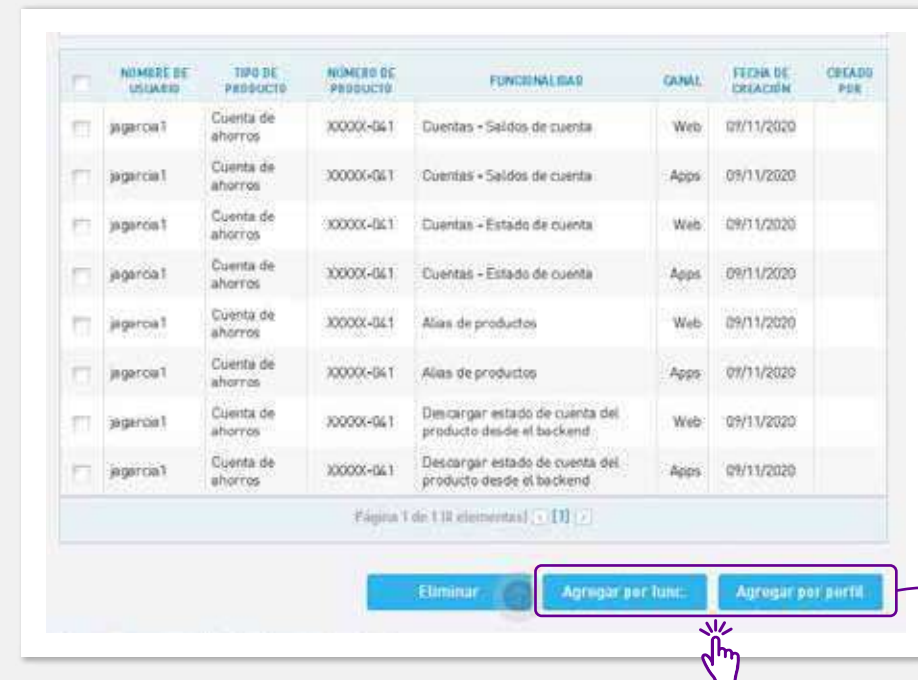 NOMBRE DE USUARIO TIPO DE PRODUCTO NÚMERO DE PRODUCTO FUNCIONALIDAD CANAL FECHA DE CREACIÓN CREADO POR
jagarcia1 Cuenta de ahorros XXXXX-041 Cuentas - Saldos de cuenta Web 09/11/2020
jagarcia1 Cuenta de ahorros XXXXX-041 Cuentas - Saldos de cuenta Apps 09/11/2020
jagarcia1 Cuenta de ahorros XXXXX-041 Cuentas - Estado de cuenta Web 09/11/2020
jagarcia1 Cuenta de ahorros XXXXX-041 Cuentas - Estado de cuenta Apps 09/11/2020
jagarcia1 Cuenta de ahorros XXXXX-041 Alias de productos Web 09/11/2020
jagarcia1 Cuenta de ahorros XXXXX-041 Alias de productos Apps 09/11/2020
jagarcia1 Cuenta de ahorros XXXXX-041 Descargar estado de cuenta del producto desde el backend Web 09/11/2020
jagarcia1 Cuenta de ahorros XXXXX-041 Descargar estado de cuenta del producto desde el backend Apps 09/11/2020
Página 1 de 1 (8 elementos) < [1] >
Eliminar Agregar por func. Agregar por perfil